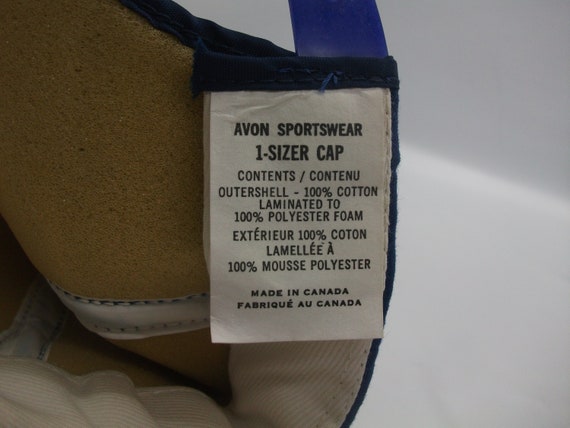 AVON SPORTSWEAR
1-SIZER CAP
CONTENTS / CONTENU
OUTERSHELL - 100% COTTON
LAMINATED TO
100% POLYESTER FOAM
EXTÉRIEUR 100% COTON
LAMELLÉE À
100% MOUSSE POLYESTER
MADE IN CANADA
FABRIQUÉ AU CANADA